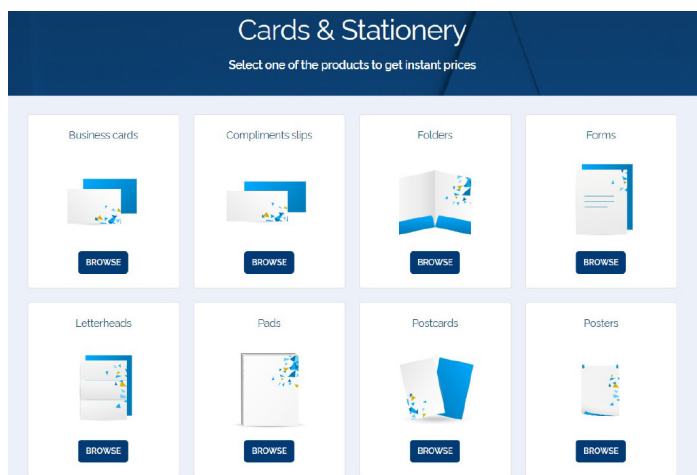 Cards & Stationery
Select one of the products to get instant prices
Business cards
Compliments slips
Folders
Forms
BROWSE
BROWSE
BROWSE
BROWSE
Letterheads
Pads
Postcards
Posters
BROWSE
BROWSE
BROWSE
BROWSE